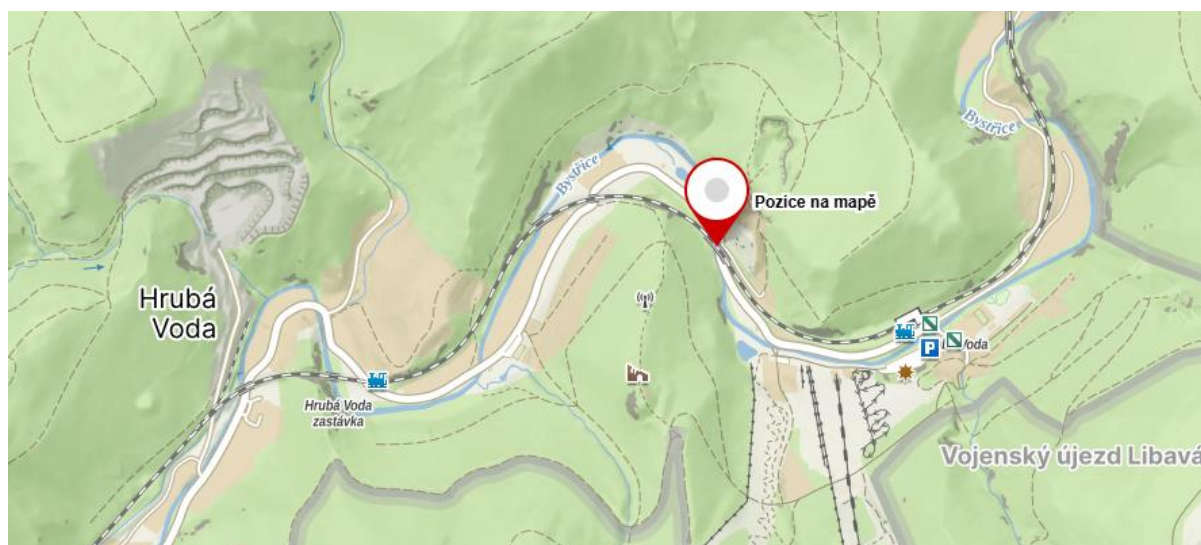 Bystřice
Bystřice
Pozice na mapě
Hrubá
Voda
P
Voda
Hrubá Voda
zastávka
Vojenský újezd Libavá